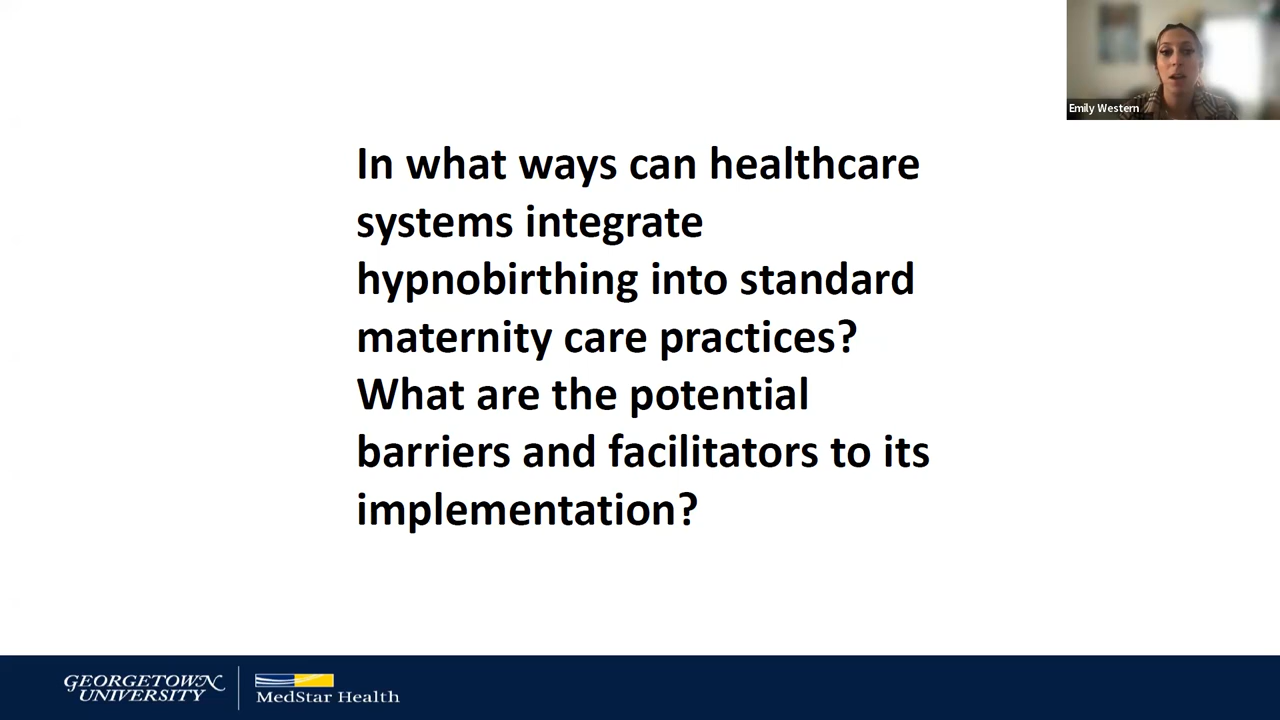 Emily Western
In what ways can healthcare
systems integrate
hypnobirthing into standard
maternity care practices?
What are the potential
barriers and facilitators to its
implementation?
GEORGETOWN
UNIVERSITY
MedStar Health